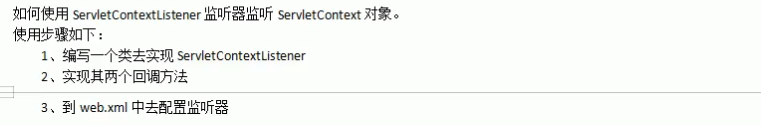 如何使用 ServletContextListener 监听器监听 ServletContext 对象。
使用步骤如下：
1、编写一个类去实现 ServletContextListener
2、实现其两个回调方法
3、到 web.xml 中去配置监听器